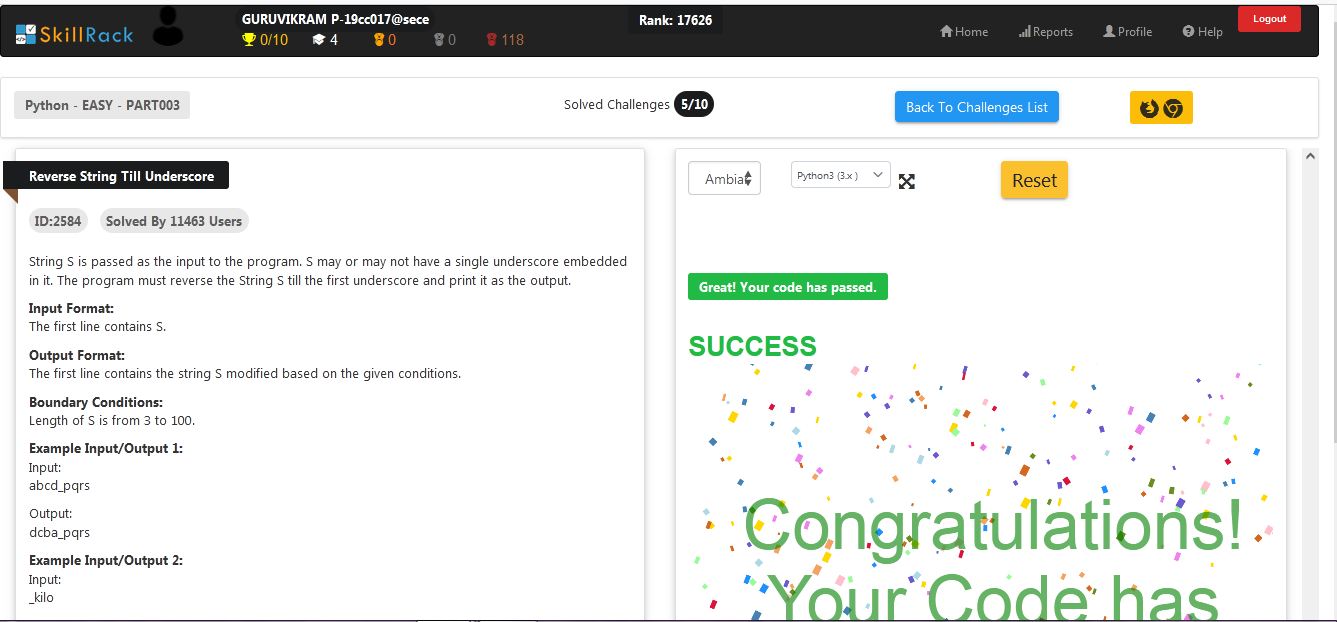 SkillRack
GURUVIKRAM P-19cc017@sece
0/10 4 0 0 118
Rank: 17626
Home Reports Profile Help
Logout
Python - EASY - PART003
Solved Challenges 5/10
Back To Challenges List
Reverse String Till Underscore
ID:2584 Solved By 11463 Users
String S is passed as the input to the program. S may or may not have a single underscore embedded
in it. The program must reverse the String S till the first underscore and print it as the output.
Input Format:
The first line contains S.
Output Format:
The first line contains the string S modified based on the given conditions.
Boundary Conditions:
Length of S is from 3 to 100.
Example Input/Output 1:
Input:
abcd_pqrs
Output:
dcba_pqrs
Example Input/Output 2:
Input:
_kilo
Ambia
Python3 (3.x )
Reset
Great! Your code has passed.
SUCCESS
Congratulations!
Your Code has